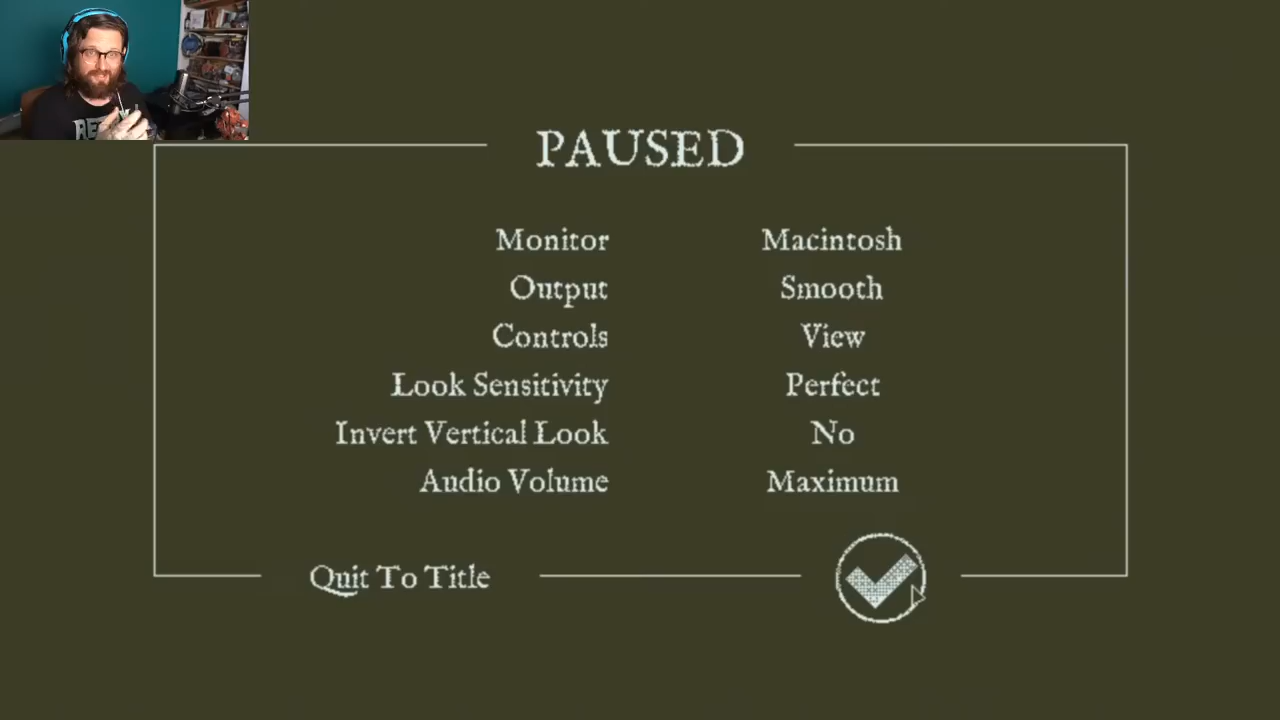 PAUSED
Monitor Macintosh
Output Smooth
Controls View
Look Sensitivity Perfect
Invert Vertical Look No
Audio Volume Maximum
Quit To Title